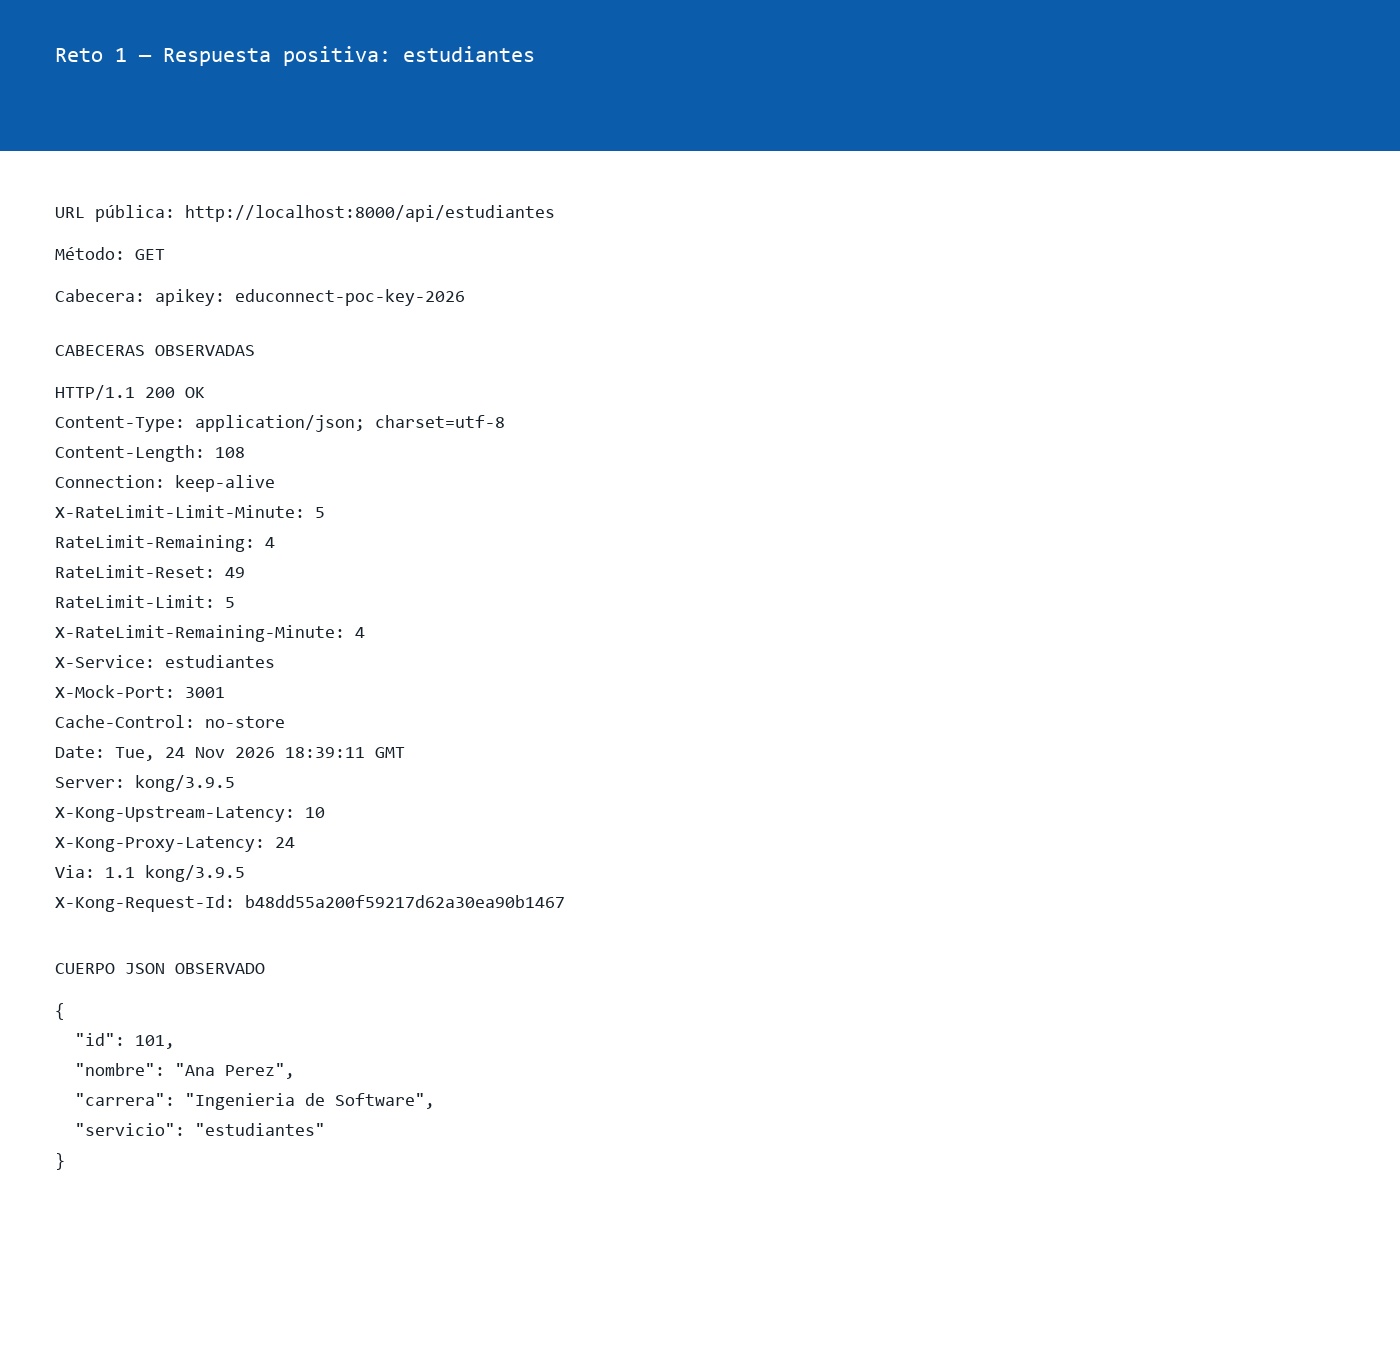 Reto 1 — Respuesta positiva: estudiantes
URL pública: http://localhost:8000/api/estudiantes
Método: GET
Cabecera: apikey: educonnect-poc-key-2026
CABECERAS OBSERVADAS
HTTP/1.1 200 OK
Content-Type: application/json; charset=utf-8
Content-Length: 108
Connection: keep-alive
X-RateLimit-Limit-Minute: 5
RateLimit-Remaining: 4
RateLimit-Reset: 49
RateLimit-Limit: 5
X-RateLimit-Remaining-Minute: 4
X-Service: estudiantes
X-Mock-Port: 3001
Cache-Control: no-store
Date: Tue, 24 Nov 2026 18:39:11 GMT
Server: kong/3.9.5
X-Kong-Upstream-Latency: 10
X-Kong-Proxy-Latency: 24
Via: 1.1 kong/3.9.5
X-Kong-Request-Id: b48dd55a200f59217d62a30ea90b1467
CUERPO JSON OBSERVADO
{
  "id": 101,
  "nombre": "Ana Perez",
  "carrera": "Ingenieria de Software",
  "servicio": "estudiantes"
}